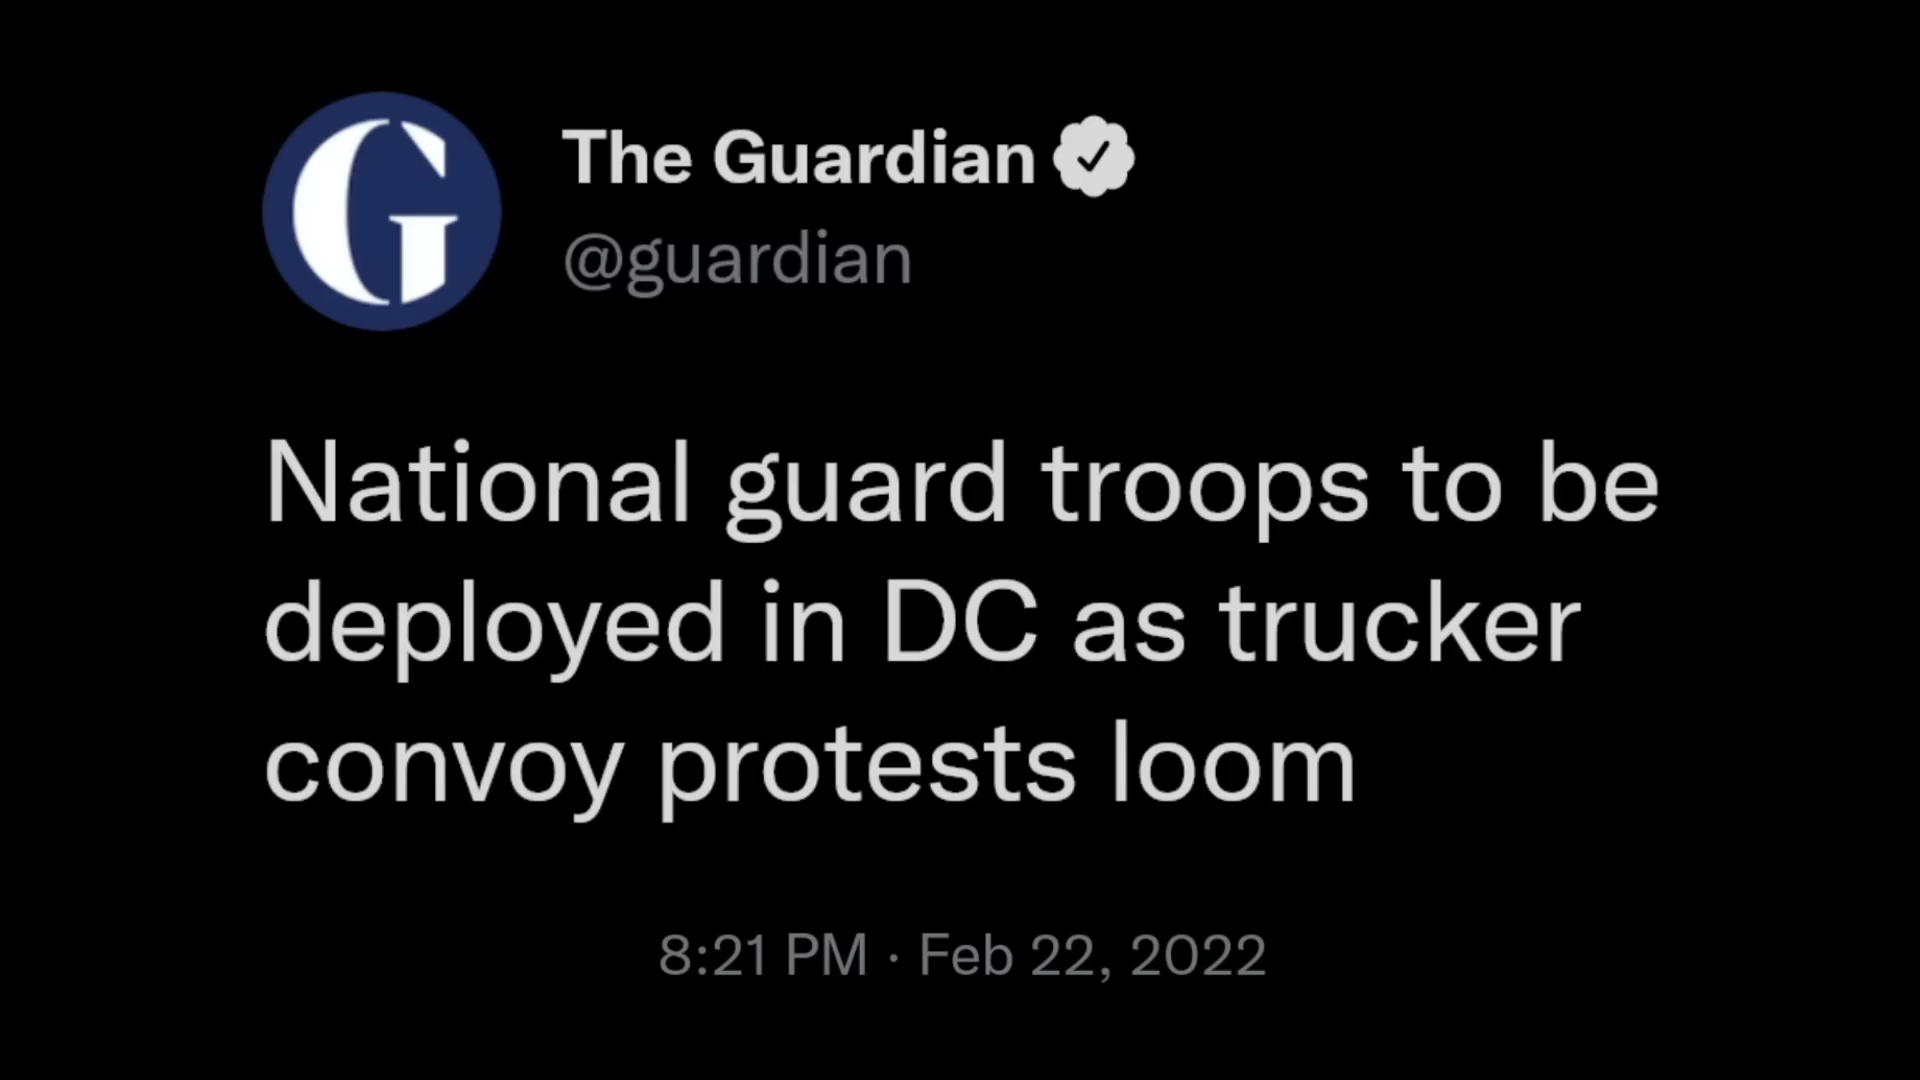 The Guardian
@guardian
National guard troops to be
deployed in DC as trucker
convoy protests loom
8:21 PM · Feb 22, 2022